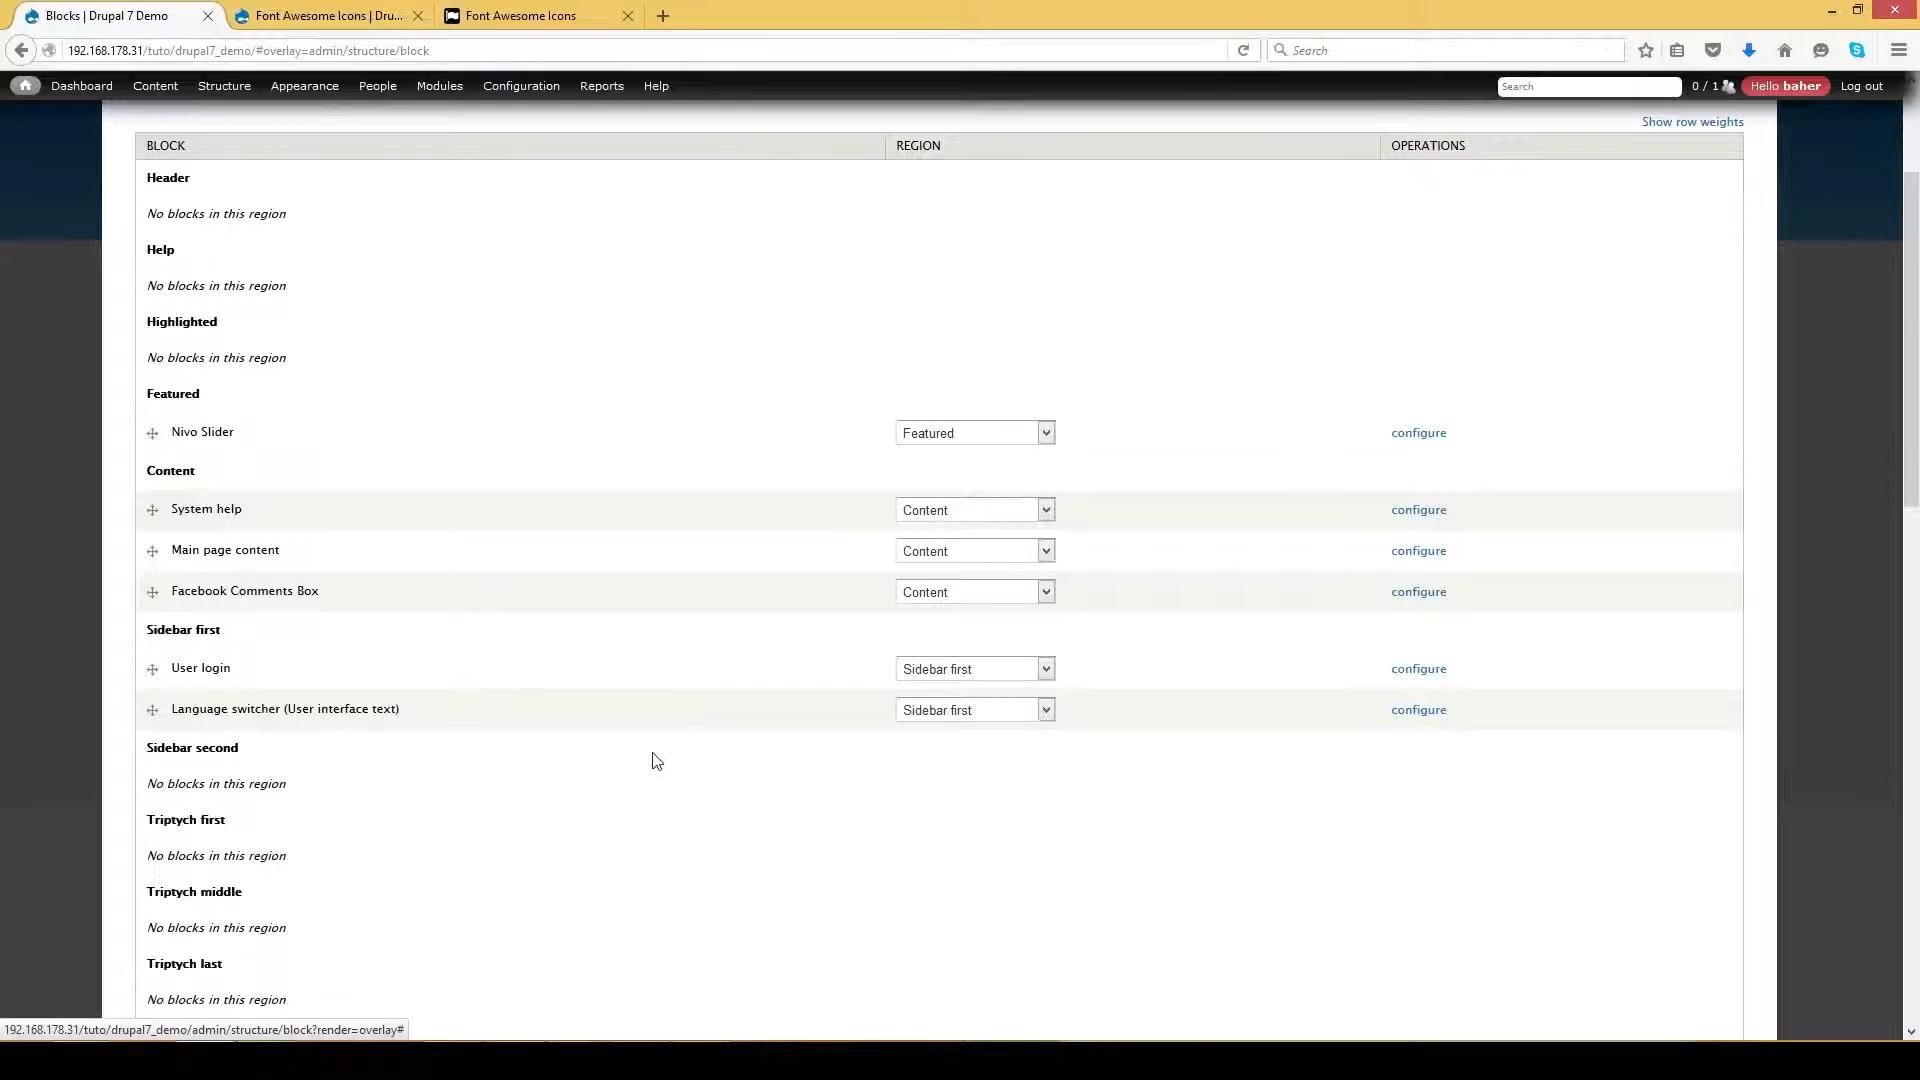 Blocks | Drupal 7 Demo
Font Awesome Icons | Dru...
Font Awesome Icons
192.168.178.31/tuto/drupal7_demo/#overlay=admin/structure/block
Search
Dashboard Content Structure Appearance People Modules Configuration Reports Help
Search
0 / 1
Hello baher
Log out
Show row weights
BLOCK REGION OPERATIONS
Header
No blocks in this region
Help
No blocks in this region
Highlighted
No blocks in this region
Featured
Nivo Slider Featured configure
Content
System help Content configure
Main page content Content configure
Facebook Comments Box Content configure
Sidebar first
User login Sidebar first configure
Language switcher (User interface text) Sidebar first configure
Sidebar second
No blocks in this region
Triptych first
No blocks in this region
Triptych middle
No blocks in this region
Triptych last
No blocks in this region
192.168.178.31/tuto/drupal7_demo/admin/structure/block?render=overlay#